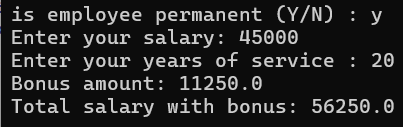 is employee permanent (Y/N) : y
Enter your salary: 45000
Enter your years of service : 20
Bonus amount: 11250.0
Total salary with bonus: 56250.0